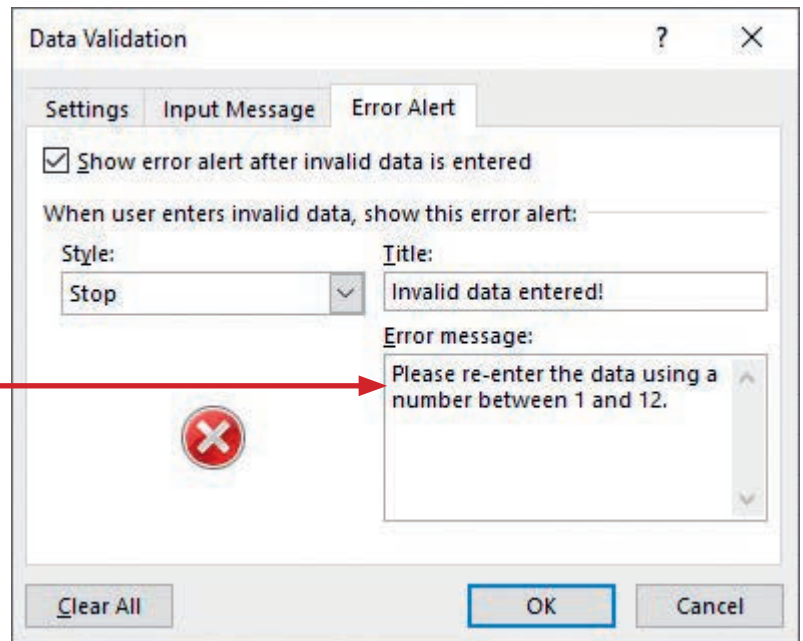 Data Validation ? X
Settings Input Message Error Alert
Show error alert after invalid data is entered
When user enters invalid data, show this error alert:
Style: Title:
Stop Invalid data entered!
Error message:
Please re-enter the data using a
number between 1 and 12.
Clear All OK Cancel